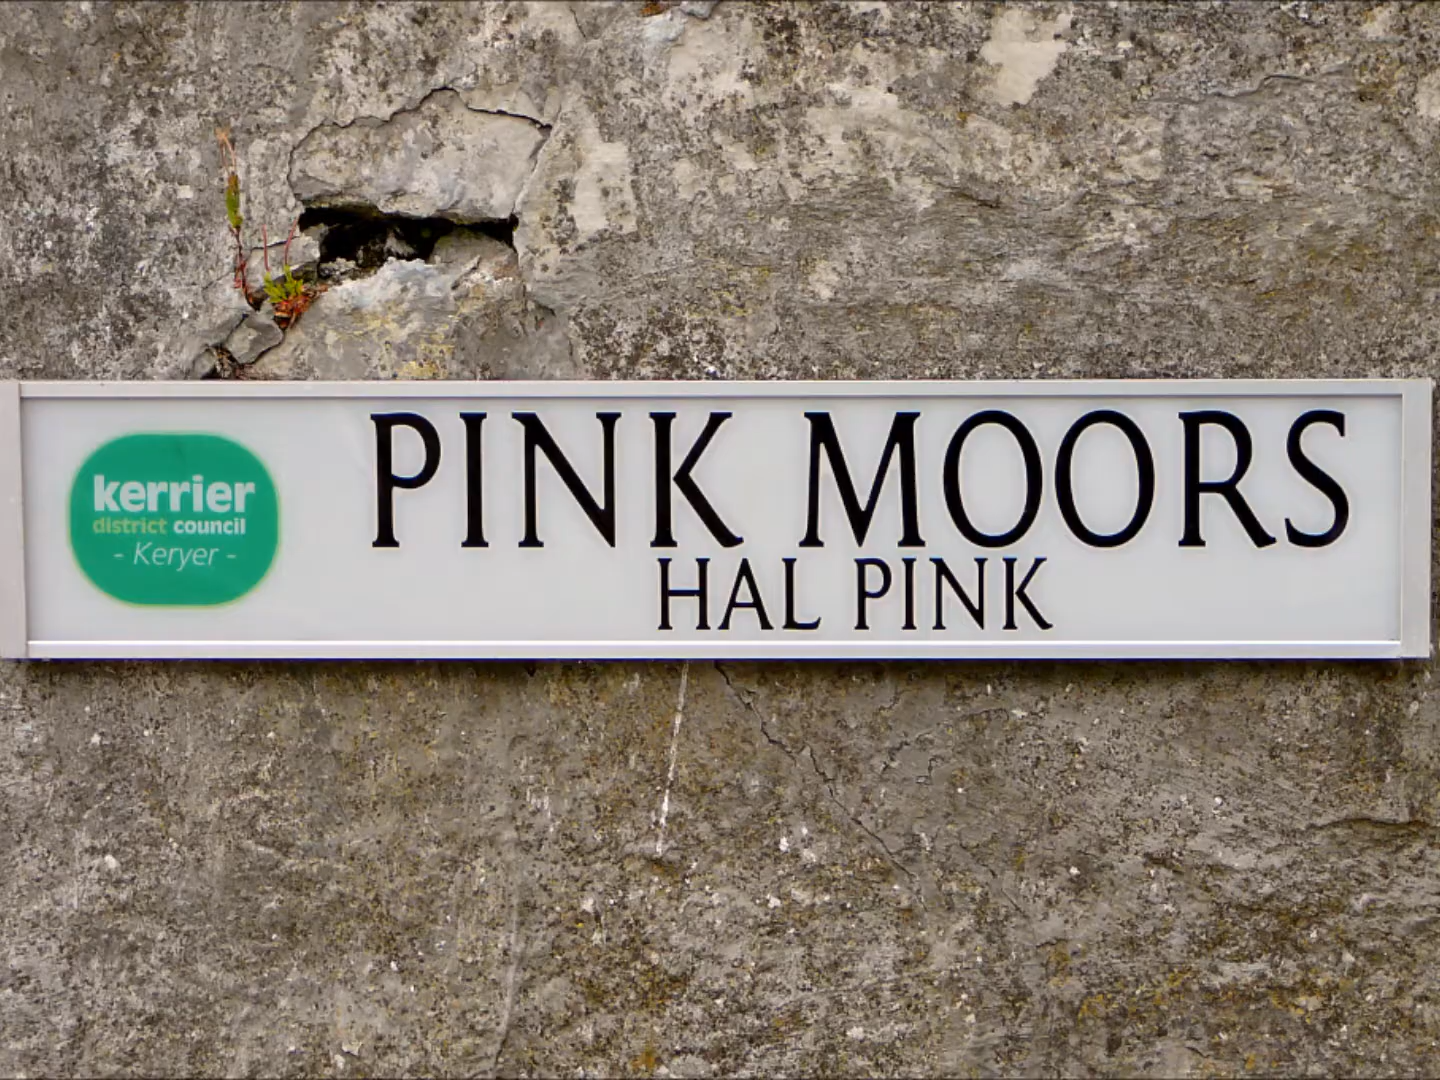 kerrier
district council
- Keryer -
PINK MOORS
HAL PINK